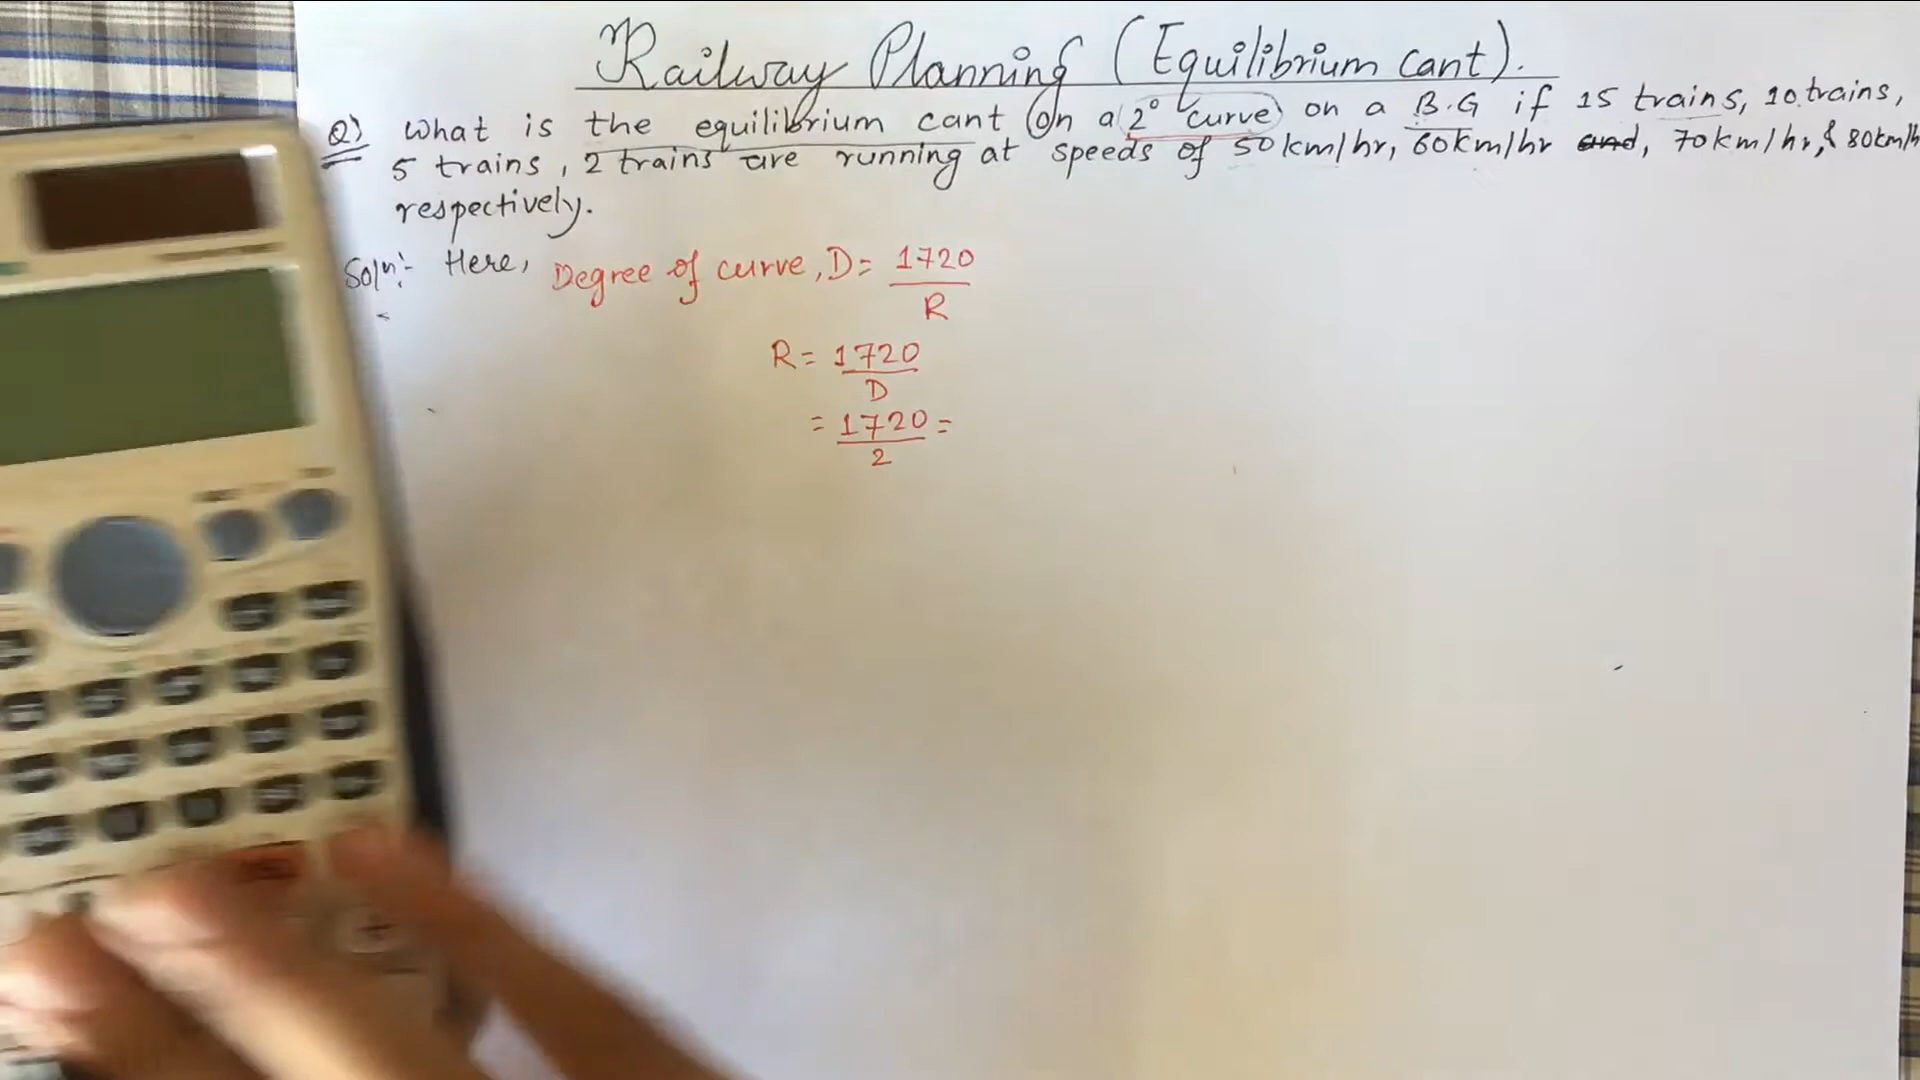 Railway Planning (Equilibrium cant).
Q) What is the equilibrium cant on a 2° curve on a B.G if 15 trains, 10 trains,
5 trains, 2 trains are running at speeds of 50km/hr, 60km/hr and, 70km/hr, & 80km/h
respectively.
Solⁿ:- Here, Degree of curve, D = 1720
R
R = 1720
D
= 1720 =
2